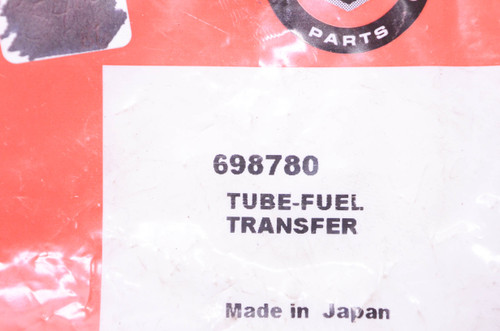 PARTS
698780
TUBE-FUEL
TRANSFER
Made in Japan